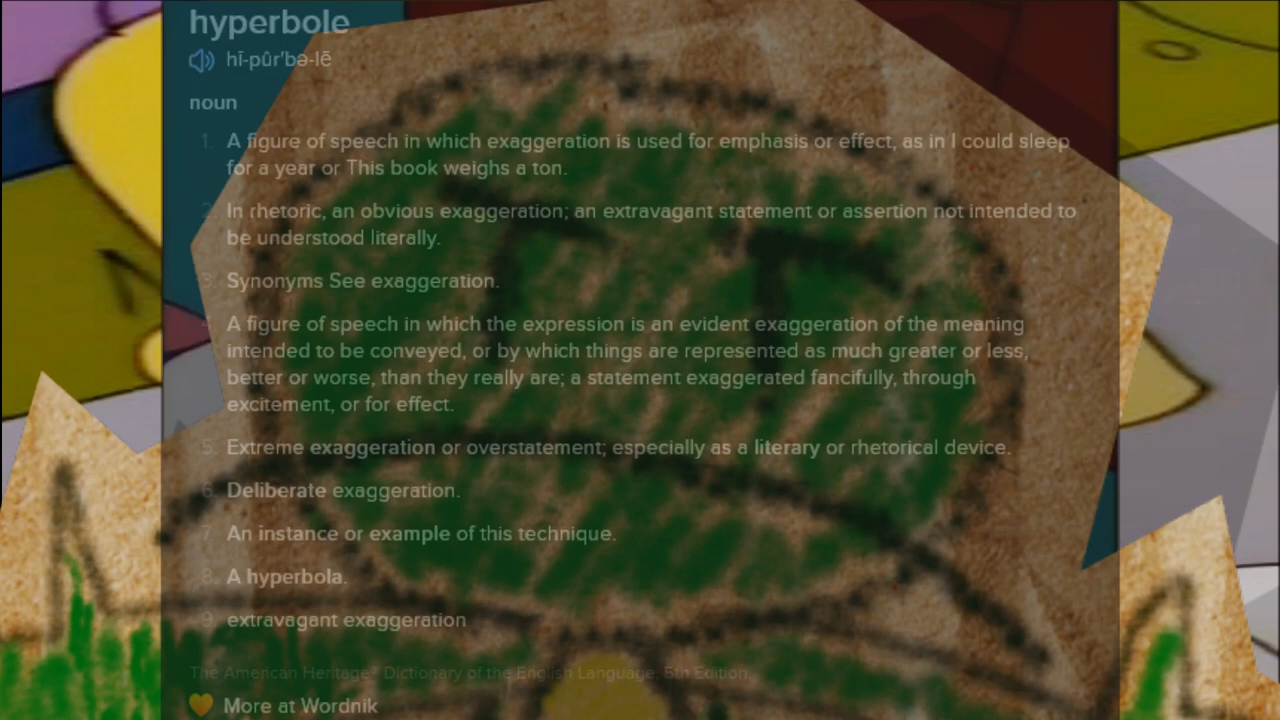 hyperbole
hī-pûr′bə-lē
noun
1. A figure of speech in which exaggeration is used for emphasis or effect, as in I could sleep
for a year or This book weighs a ton.
2. In rhetoric, an obvious exaggeration; an extravagant statement or assertion not intended to
be understood literally.
3. Synonyms See exaggeration.
4. A figure of speech in which the expression is an evident exaggeration of the meaning
intended to be conveyed, or by which things are represented as much greater or less,
better or worse, than they really are; a statement exaggerated fancifully, through
excitement, or for effect.
5. Extreme exaggeration or overstatement; especially as a literary or rhetorical device.
6. Deliberate exaggeration.
7. An instance or example of this technique.
8. A hyperbola.
9. extravagant exaggeration
The American Heritage® Dictionary of the English Language, 5th Edition
More at Wordnik